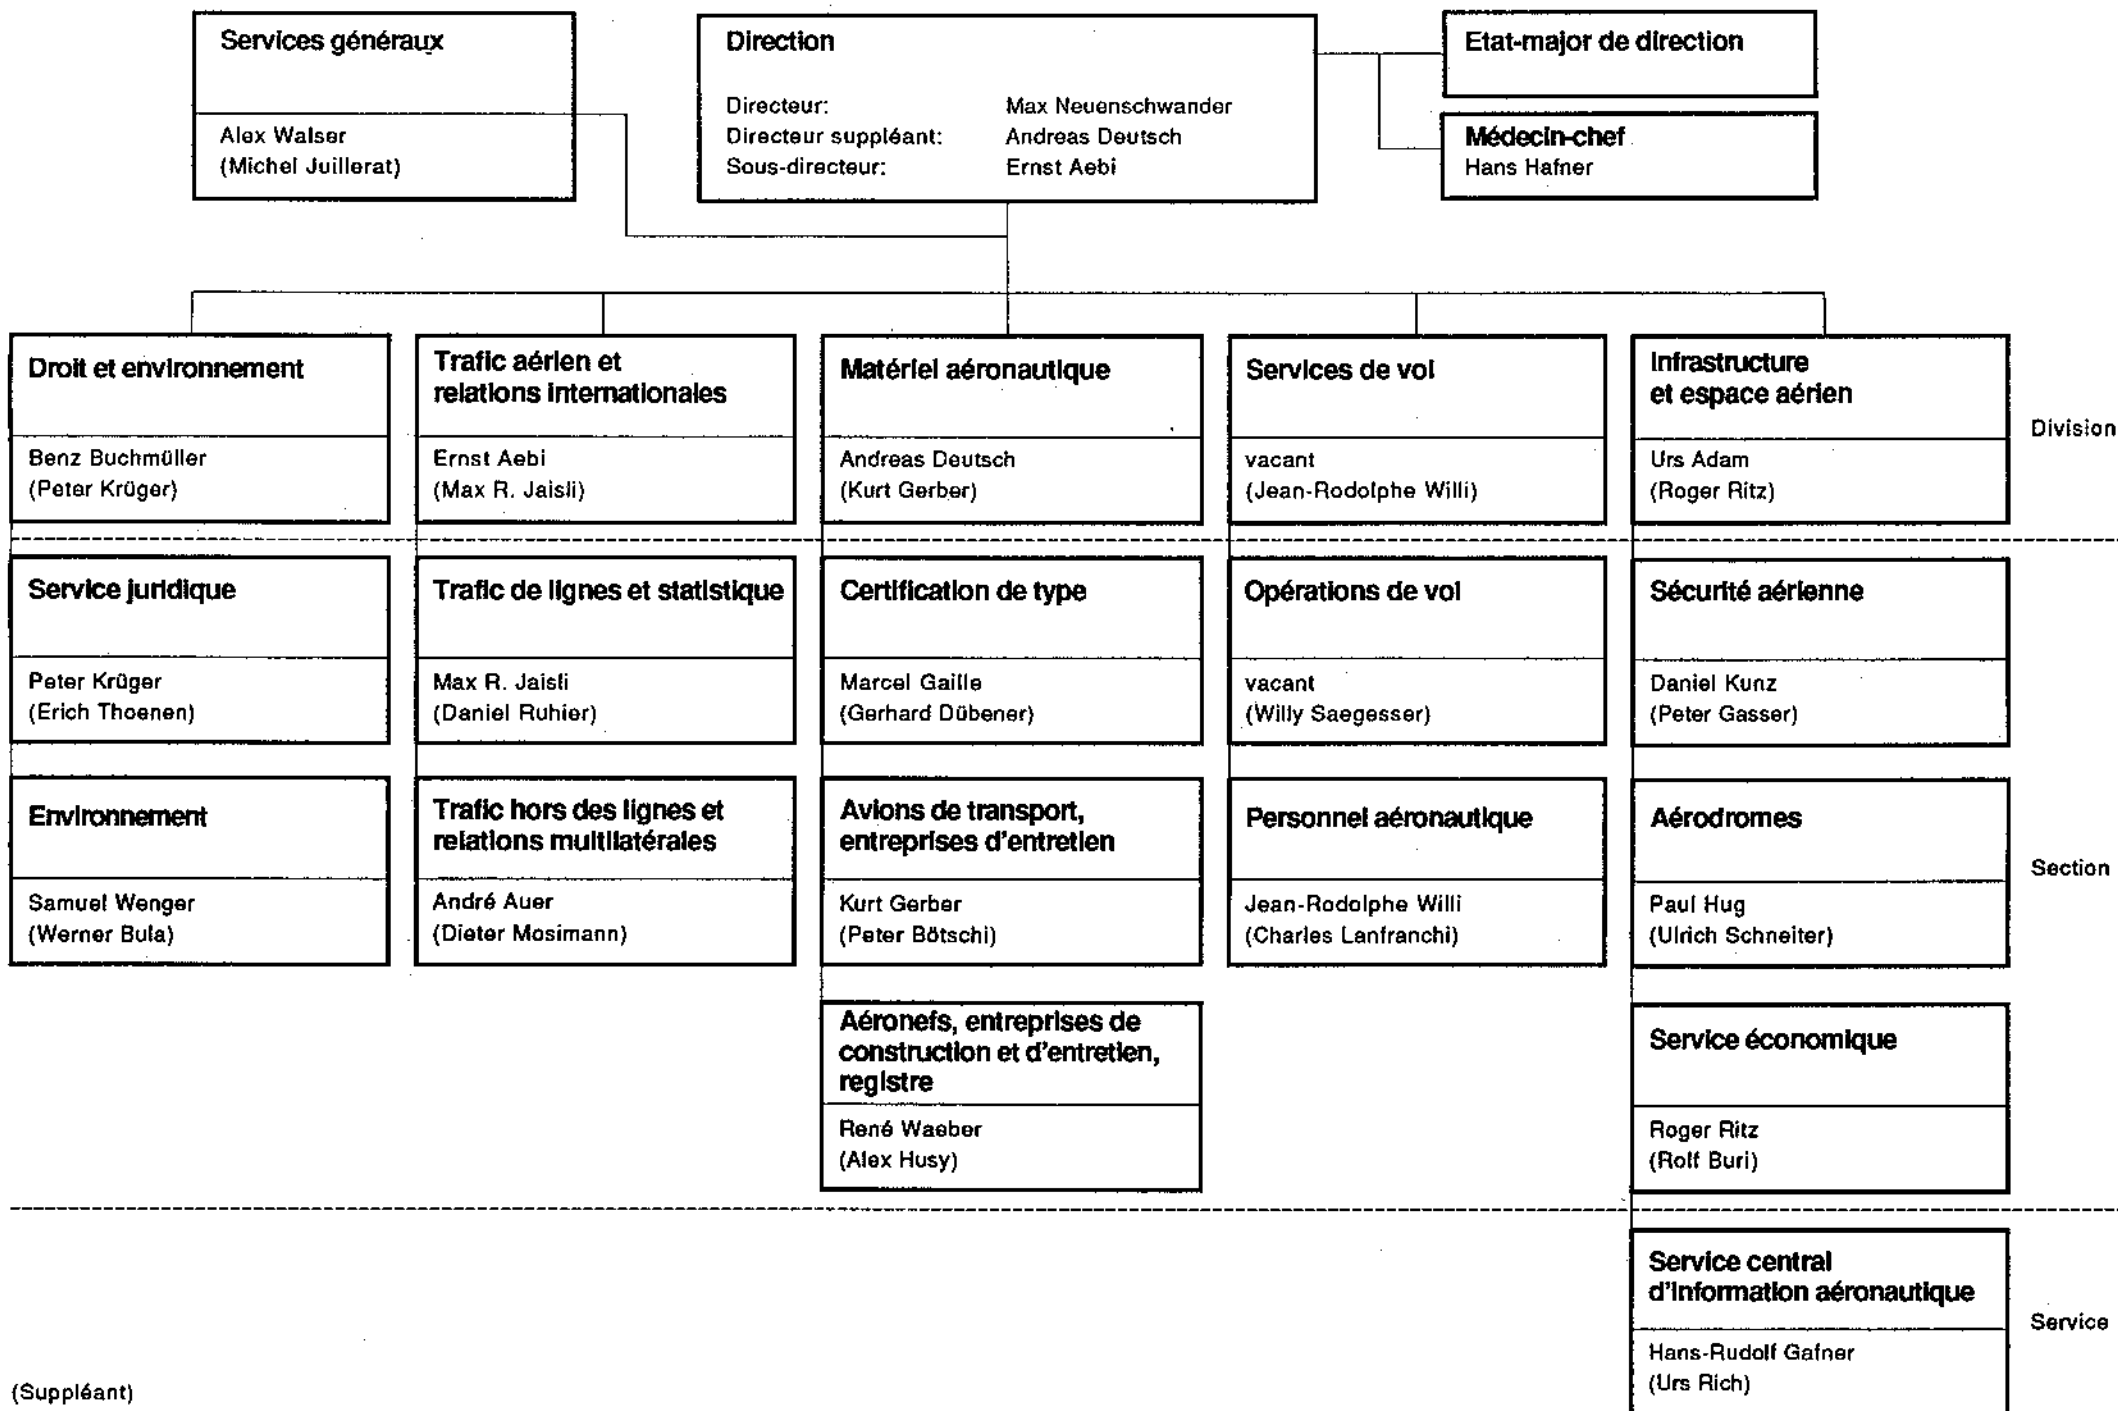 Services généraux
Alex Walser
(Michel Juillerat)
Direction
Directeur: Max Neuenschwander
Directeur suppléant: Andreas Deutsch
Sous-directeur: Ernst Aebi
Etat-major de direction
Médecin-chef
Hans Hafner
Droit et environnement
Benz Buchmüller
(Peter Krüger)
Trafic aérien et
relations internationales
Ernst Aebi
(Max R. Jaisli)
Matériel aéronautique
Andreas Deutsch
(Kurt Gerber)
Services de vol
vacant
(Jean-Rodolphe Willi)
Infrastructure
et espace aérien
Urs Adam
(Roger Ritz)
Division
Service juridique
Peter Krüger
(Erich Thoenen)
Trafic de lignes et statistique
Max R. Jaisli
(Daniel Ruhier)
Certification de type
Marcel Gaille
(Gerhard Dübener)
Opérations de vol
vacant
(Willy Saegesser)
Sécurité aérienne
Daniel Kunz
(Peter Gasser)
Environnement
Samuel Wenger
(Werner Bula)
Trafic hors des lignes et
relations multilatérales
André Auer
(Dieter Mosimann)
Avions de transport,
entreprises d'entretien
Kurt Gerber
(Peter Bötschi)
Personnel aéronautique
Jean-Rodolphe Willi
(Charles Lanfranchi)
Aérodromes
Paul Hug
(Ulrich Schneiter)
Section
Aéronefs, entreprises de
construction et d'entretien,
registre
René Waeber
(Alex Husy)
Service économique
Roger Ritz
(Rolf Buri)
Service central
d'information aéronautique
Hans-Rudolf Gafner
(Urs Rich)
Service
(Suppléant)